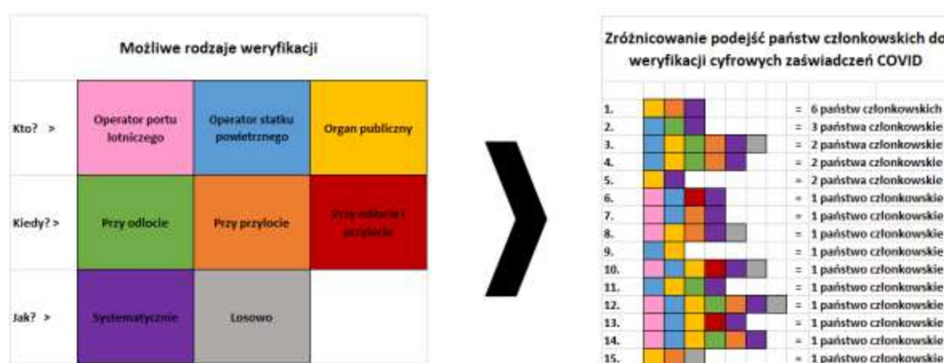 Możliwe rodzaje weryfikacji
Kto? >
Operator portu
lotniczego
Operator statku
powietrznego
Organ publiczny
Kiedy? >
Przy odlocie
Przy przylocie
Przy odlocie i
przylocie
Jak? >
Systematycznie
Losowo
Zróżnicowanie podejść państw członkowskich do
weryfikacji cyfrowych zaświadczeń COVID
1. = 6 państw członkowskich
2. = 3 państwa członkowskie
3. = 2 państwa członkowskie
4. = 2 państwa członkowskie
5. = 2 państwa członkowskie
6. = 1 państwo członkowskie
7. = 1 państwo członkowskie
8. = 1 państwo członkowskie
9. = 1 państwo członkowskie
10. = 1 państwo członkowskie
11. = 1 państwo członkowskie
12. = 1 państwo członkowskie
13. = 1 państwo członkowskie
14. = 1 państwo członkowskie
15. = 1 państwo członkowskie